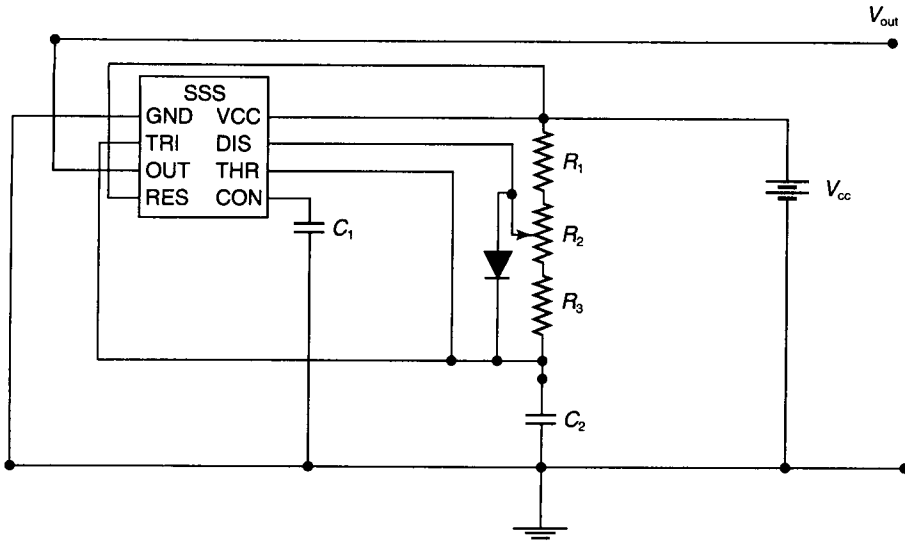 V_out
SSS
GND VCC
TRI DIS
OUT THR
RES CON
R_1
R_2
R_3
V_cc
C_1
C_2